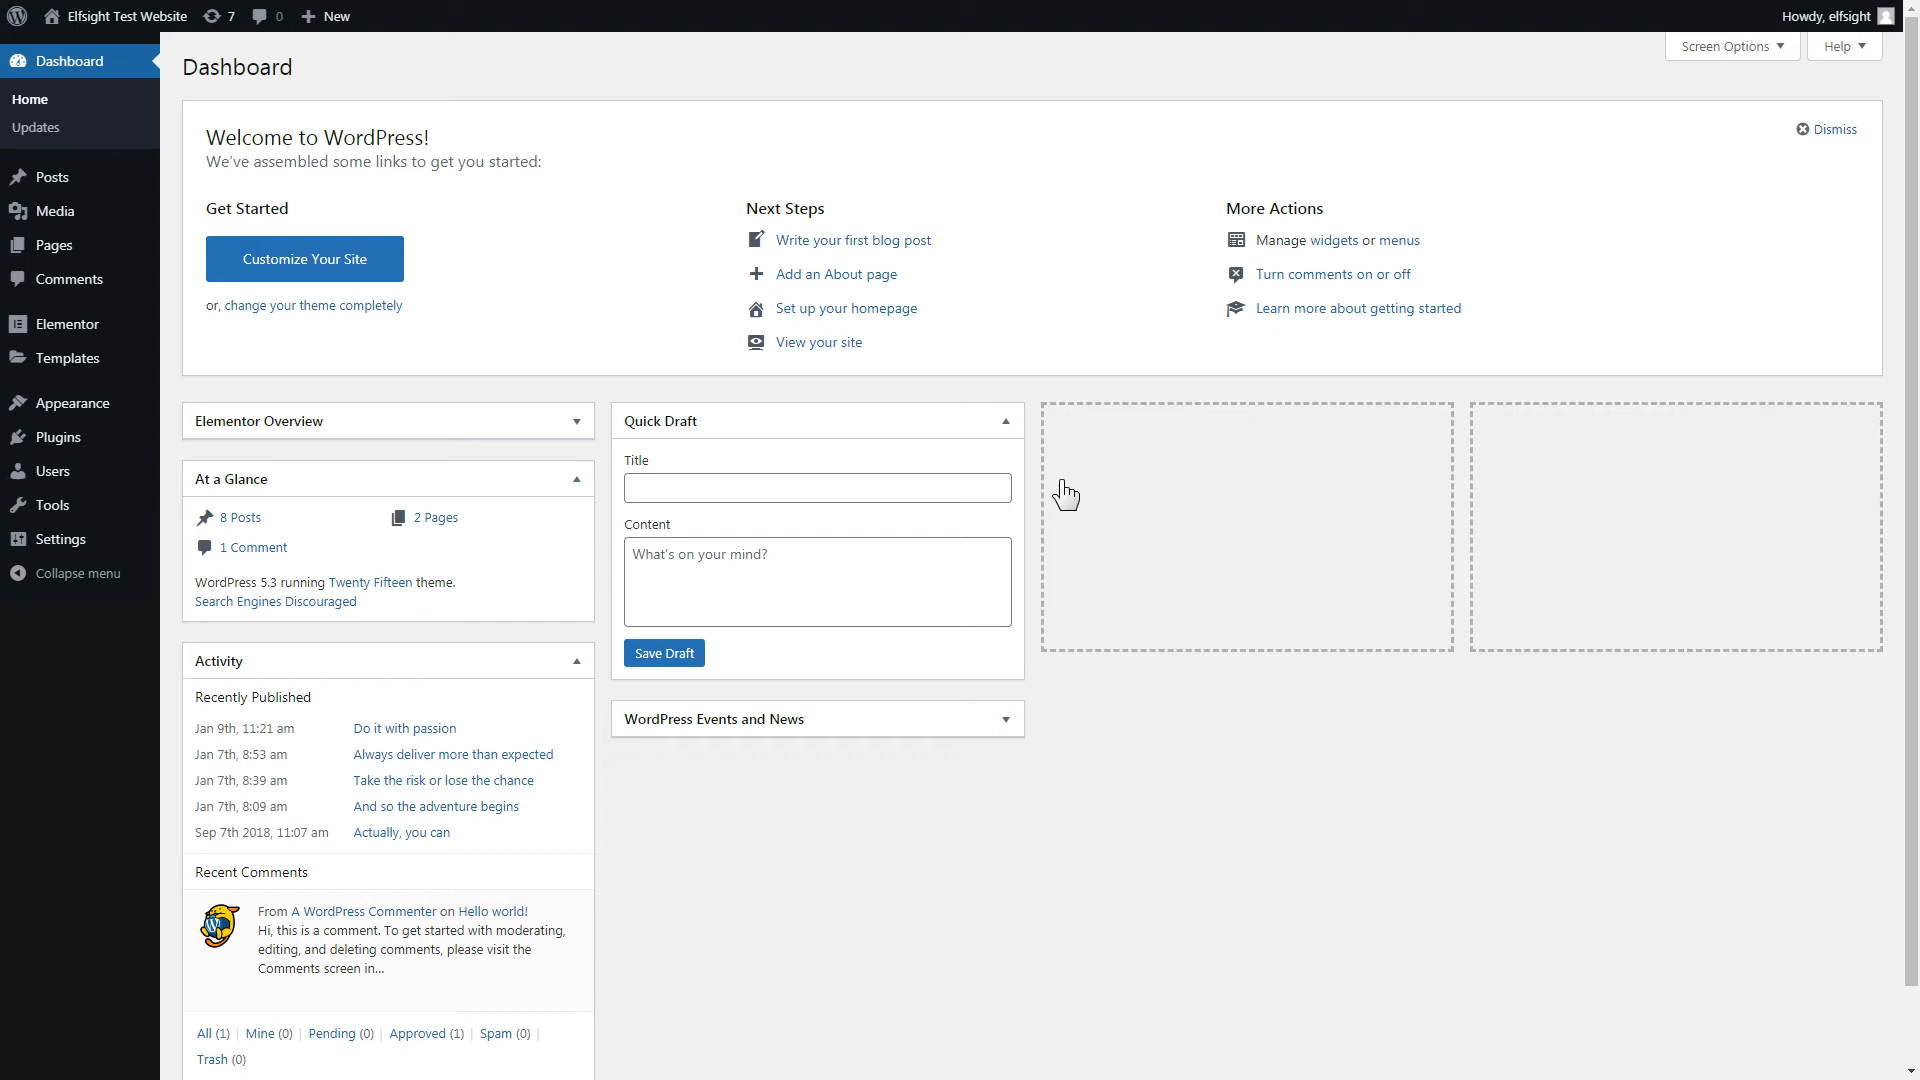 Elfsight Test Website 7 0 New
Howdy, elfsight
Screen Options
Help
Dashboard
Home
Updates
Posts
Media
Pages
Comments
Elementor
Templates
Appearance
Plugins
Users
Tools
Settings
Collapse menu
Dashboard
Welcome to WordPress!
We've assembled some links to get you started:
Dismiss
Get Started
Customize Your Site
or, change your theme completely
Next Steps
Write your first blog post
Add an About page
Set up your homepage
View your site
More Actions
Manage widgets or menus
Turn comments on or off
Learn more about getting started
Elementor Overview
At a Glance
8 Posts
2 Pages
1 Comment
WordPress 5.3 running Twenty Fifteen theme.
Search Engines Discouraged
Activity
Recently Published
Jan 9th, 11:21 am Do it with passion
Jan 7th, 8:53 am Always deliver more than expected
Jan 7th, 8:39 am Take the risk or lose the chance
Jan 7th, 8:09 am And so the adventure begins
Sep 7th 2018, 11:07 am Actually, you can
Recent Comments
From A WordPress Commenter on Hello world!
Hi, this is a comment. To get started with moderating,
editing, and deleting comments, please visit the
Comments screen in...
All (1) | Mine (0) | Pending (0) | Approved (1) | Spam (0) |
Trash (0)
Quick Draft
Title
Content
What's on your mind?
Save Draft
WordPress Events and News